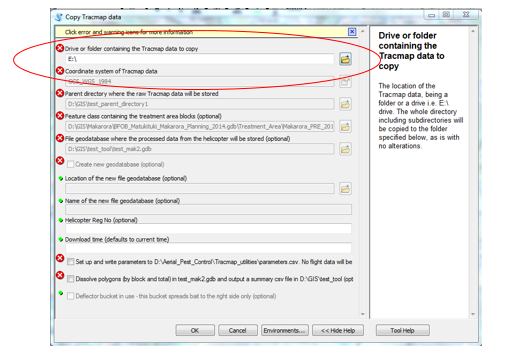 Copy Tracmap data
Click error and warning icons for more information
Drive or folder containing the Tracmap data to copy
E:\
Coordinate system of Tracmap data
GCS_WGS_1984
Parent directory where the raw Tracmap data will be stored
D:\GIS\test_parent_directory1
Feature class containing the treatment area blocks (optional)
D:\GIS\Makarora\BFOB_Matukituki_Makarora_Planning_2014.gdb\Treatment_Area\Makarora_PRE_201
File geodatabase where the processed data from the helicopter will be stored (optional)
D:\GIS\test_tool\test_mak2.gdb
Create new geodatabase (optional)
Location of the new file geodatabase (optional)
Name of the new file geodatabase (optional)
Helicopter Reg No (optional)
Download time (defaults to current time)
Set up and write parameters to D:\Aerial_Pest_Control\Tracmap_utilities\parameters.csv. No flight data will be
Dissolve polygons (by block and total) in test_mak2.gdb and output a summary csv file in D:\GIS\test_tool (opt
Deflector bucket in use - this bucket spreads bait to the right side only (optional)
OK
Cancel
Environments...
<< Hide Help
Tool Help
Drive or folder
containing the
Tracmap data to
copy
The location of the
Tracmap data, being a
folder or a drive i.e. E:\
drive. The whole directory
including subdirectories will
be copied to the folder
specified below, as is with
no alterations.